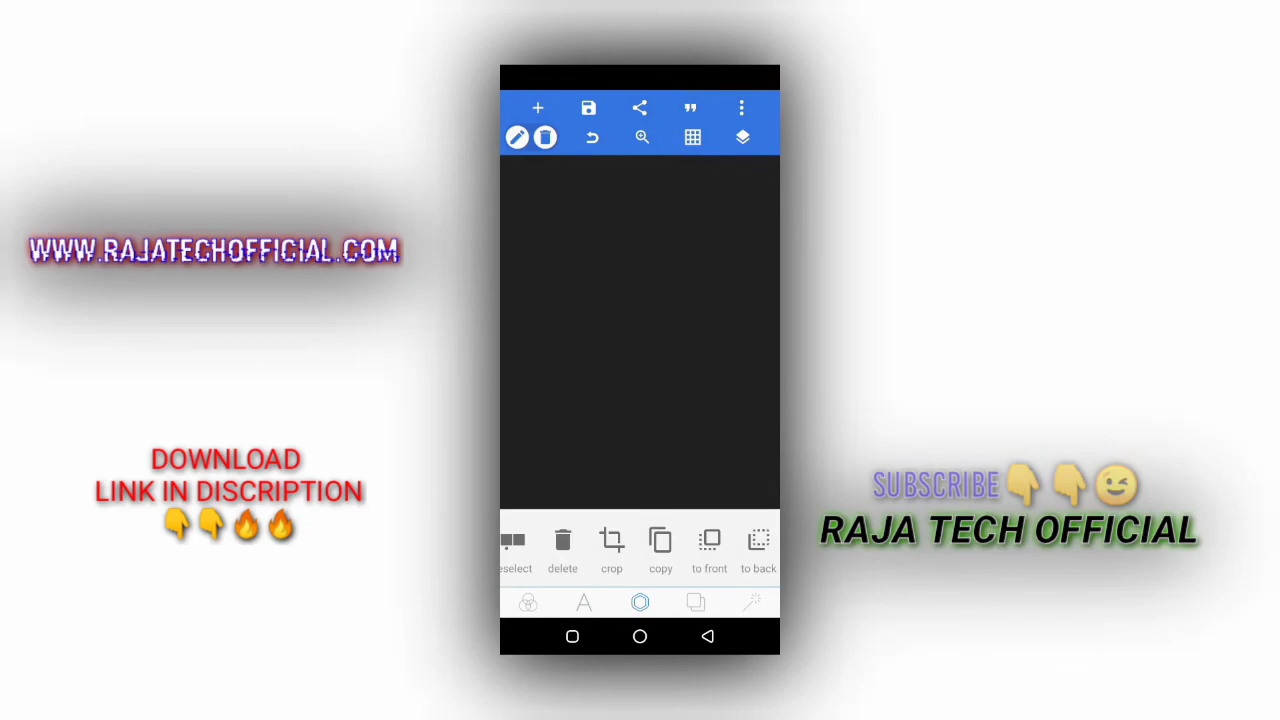 WWW.RAJATECHOFFICIAL.COM
DOWNLOAD
LINK IN DISCRIPTION
👇👇🔥🔥
eselect delete crop copy to front to back
SUBSCRIBE👇👇😉
RAJA TECH OFFICIAL